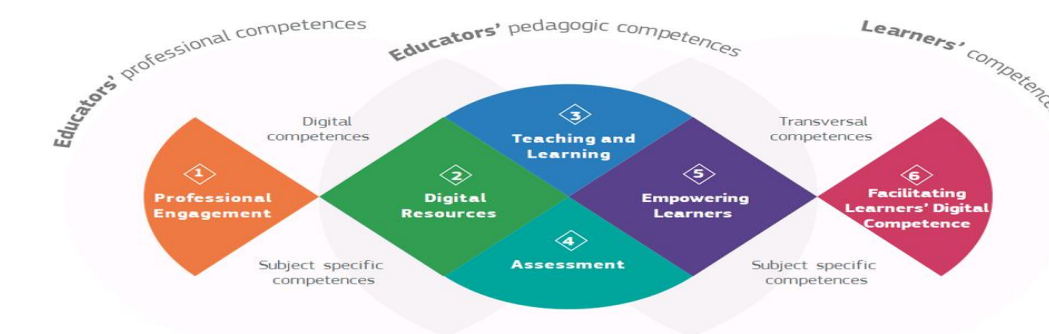 Educators' professional competences
Educators' pedagogic competences
Learners' competence
Digital
competences
Transversal
competences
1
Professional
Engagement
2
Digital
Resources
3
Teaching and
Learning
4
Assessment
5
Empowering
Learners
6
Facilitating
Learners' Digital
Competence
Subject specific
competences
Subject specific
competences